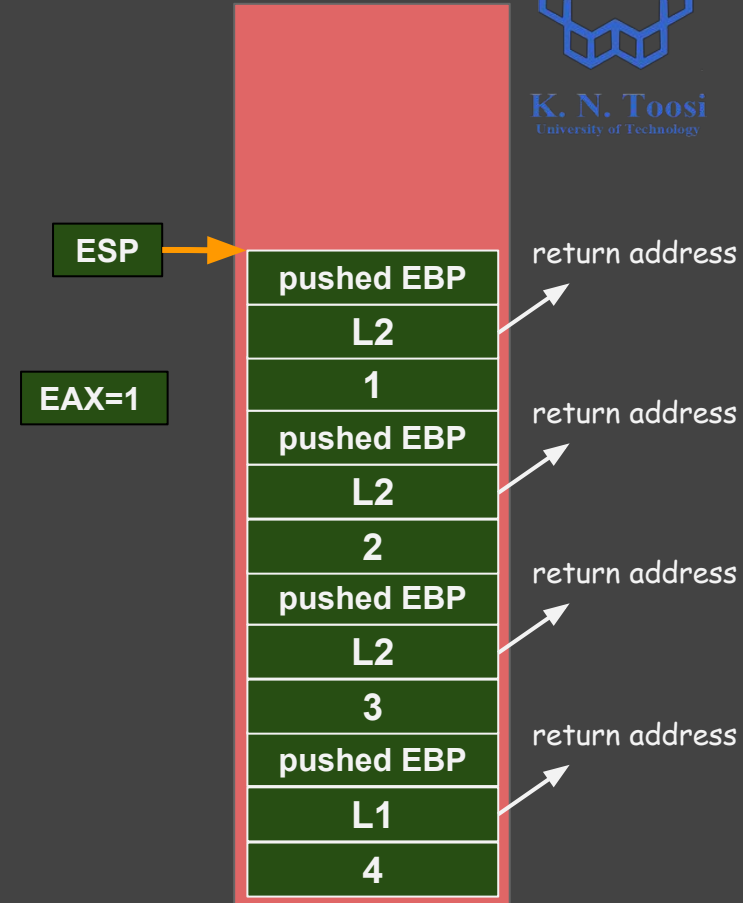 K. N. Toosi
University of Technology
ESP
pushed EBP
return address
L2
EAX=1
1
pushed EBP
return address
L2
2
pushed EBP
return address
L2
3
pushed EBP
return address
L1
4